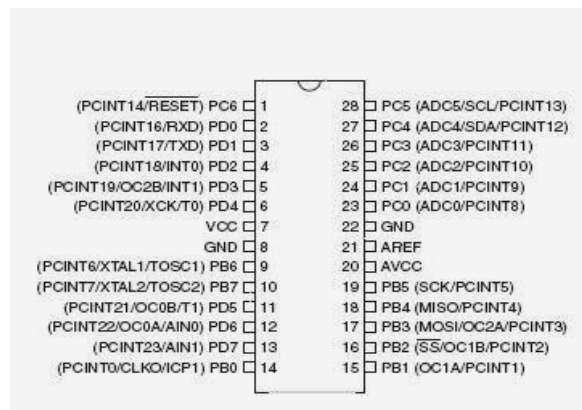 (PCINT14/RESET) PC6 1 28 PC5 (ADC5/SCL/PCINT13)
(PCINT16/RXD) PD0 2 27 PC4 (ADC4/SDA/PCINT12)
(PCINT17/TXD) PD1 3 26 PC3 (ADC3/PCINT11)
(PCINT18/INT0) PD2 4 25 PC2 (ADC2/PCINT10)
(PCINT19/OC2B/INT1) PD3 5 24 PC1 (ADC1/PCINT9)
(PCINT20/XCK/T0) PD4 6 23 PC0 (ADC0/PCINT8)
VCC 7 22 GND
GND 8 21 AREF
(PCINT6/XTAL1/TOSC1) PB6 9 20 AVCC
(PCINT7/XTAL2/TOSC2) PB7 10 19 PB5 (SCK/PCINT5)
(PCINT21/OC0B/T1) PD5 11 18 PB4 (MISO/PCINT4)
(PCINT22/OC0A/AIN0) PD6 12 17 PB3 (MOSI/OC2A/PCINT3)
(PCINT23/AIN1) PD7 13 16 PB2 (SS/OC1B/PCINT2)
(PCINT0/CLKO/ICP1) PB0 14 15 PB1 (OC1A/PCINT1)